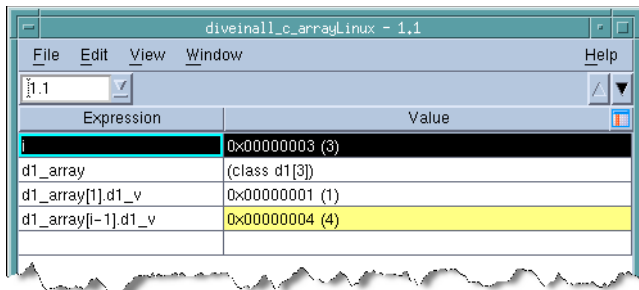 diveinall_c_arrayLinux - 1.1
File Edit View Window Help
1.1
Expression Value
i 0x00000003 (3)
d1_array (class d1[3])
d1_array[1].d1_v 0x00000001 (1)
d1_array[i-1].d1_v 0x00000004 (4)